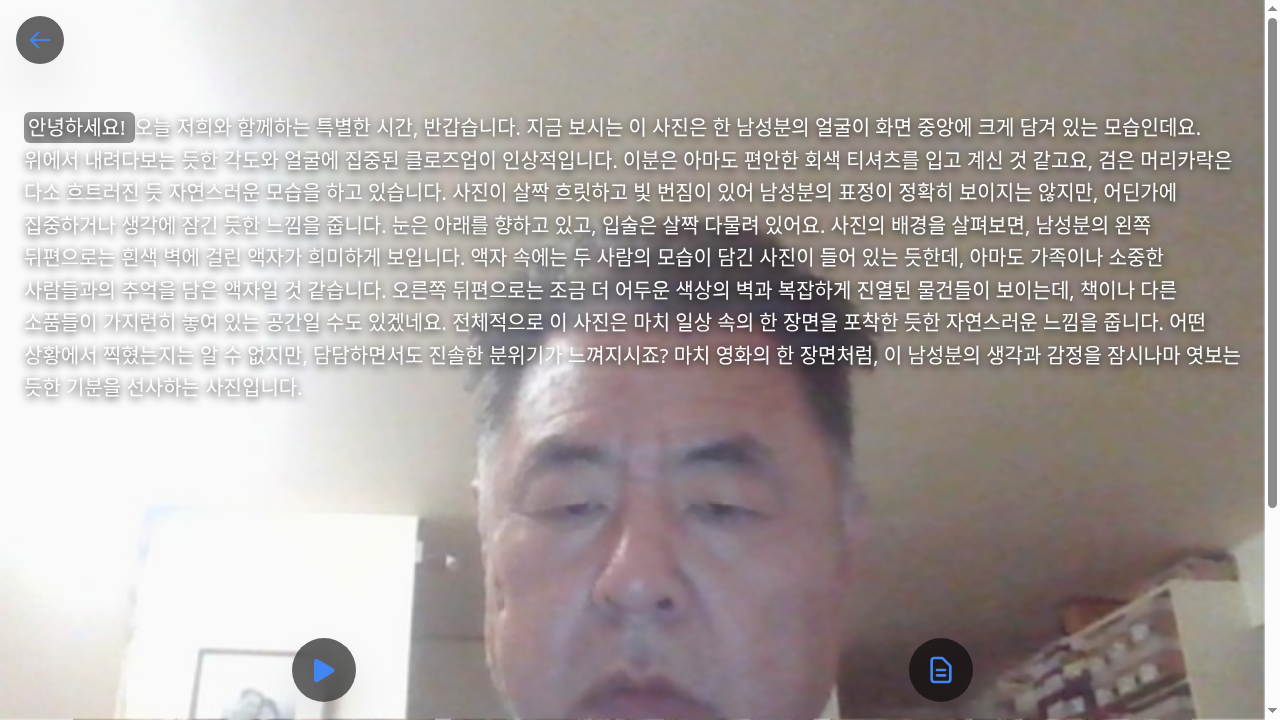 안녕하세요! 오늘 저희와 함께하는 특별한 시간, 반갑습니다. 지금 보시는 이 사진은 한 남성분의 얼굴이 화면 중앙에 크게 담겨 있는 모습인데요.
위에서 내려다보는 듯한 각도와 얼굴에 집중된 클로즈업이 인상적입니다. 이분은 아마도 편안한 회색 티셔츠를 입고 계신 것 같고요, 검은 머리카락은
다소 흐트러진 듯 자연스러운 모습을 하고 있습니다. 사진이 살짝 흐릿하고 빛 번짐이 있어 남성분의 표정이 정확히 보이지는 않지만, 어딘가에
집중하거나 생각에 잠긴 듯한 느낌을 줍니다. 눈은 아래를 향하고 있고, 입술은 살짝 다물려 있어요. 사진의 배경을 살펴보면, 남성분의 왼쪽
뒤편으로는 흰색 벽에 걸린 액자가 희미하게 보입니다. 액자 속에는 두 사람의 모습이 담긴 사진이 들어 있는 듯한데, 아마도 가족이나 소중한
사람들과의 추억을 담은 액자일 것 같습니다. 오른쪽 뒤편으로는 조금 더 어두운 색상의 벽과 복잡하게 진열된 물건들이 보이는데, 책이나 다른
소품들이 가지런히 놓여 있는 공간일 수도 있겠네요. 전체적으로 이 사진은 마치 일상 속의 한 장면을 포착한 듯한 자연스러운 느낌을 줍니다. 어떤
상황에서 찍혔는지는 알 수 없지만, 담담하면서도 진솔한 분위기가 느껴지시죠? 마치 영화의 한 장면처럼, 이 남성분의 생각과 감정을 잠시나마 엿보는
듯한 기분을 선사하는 사진입니다.